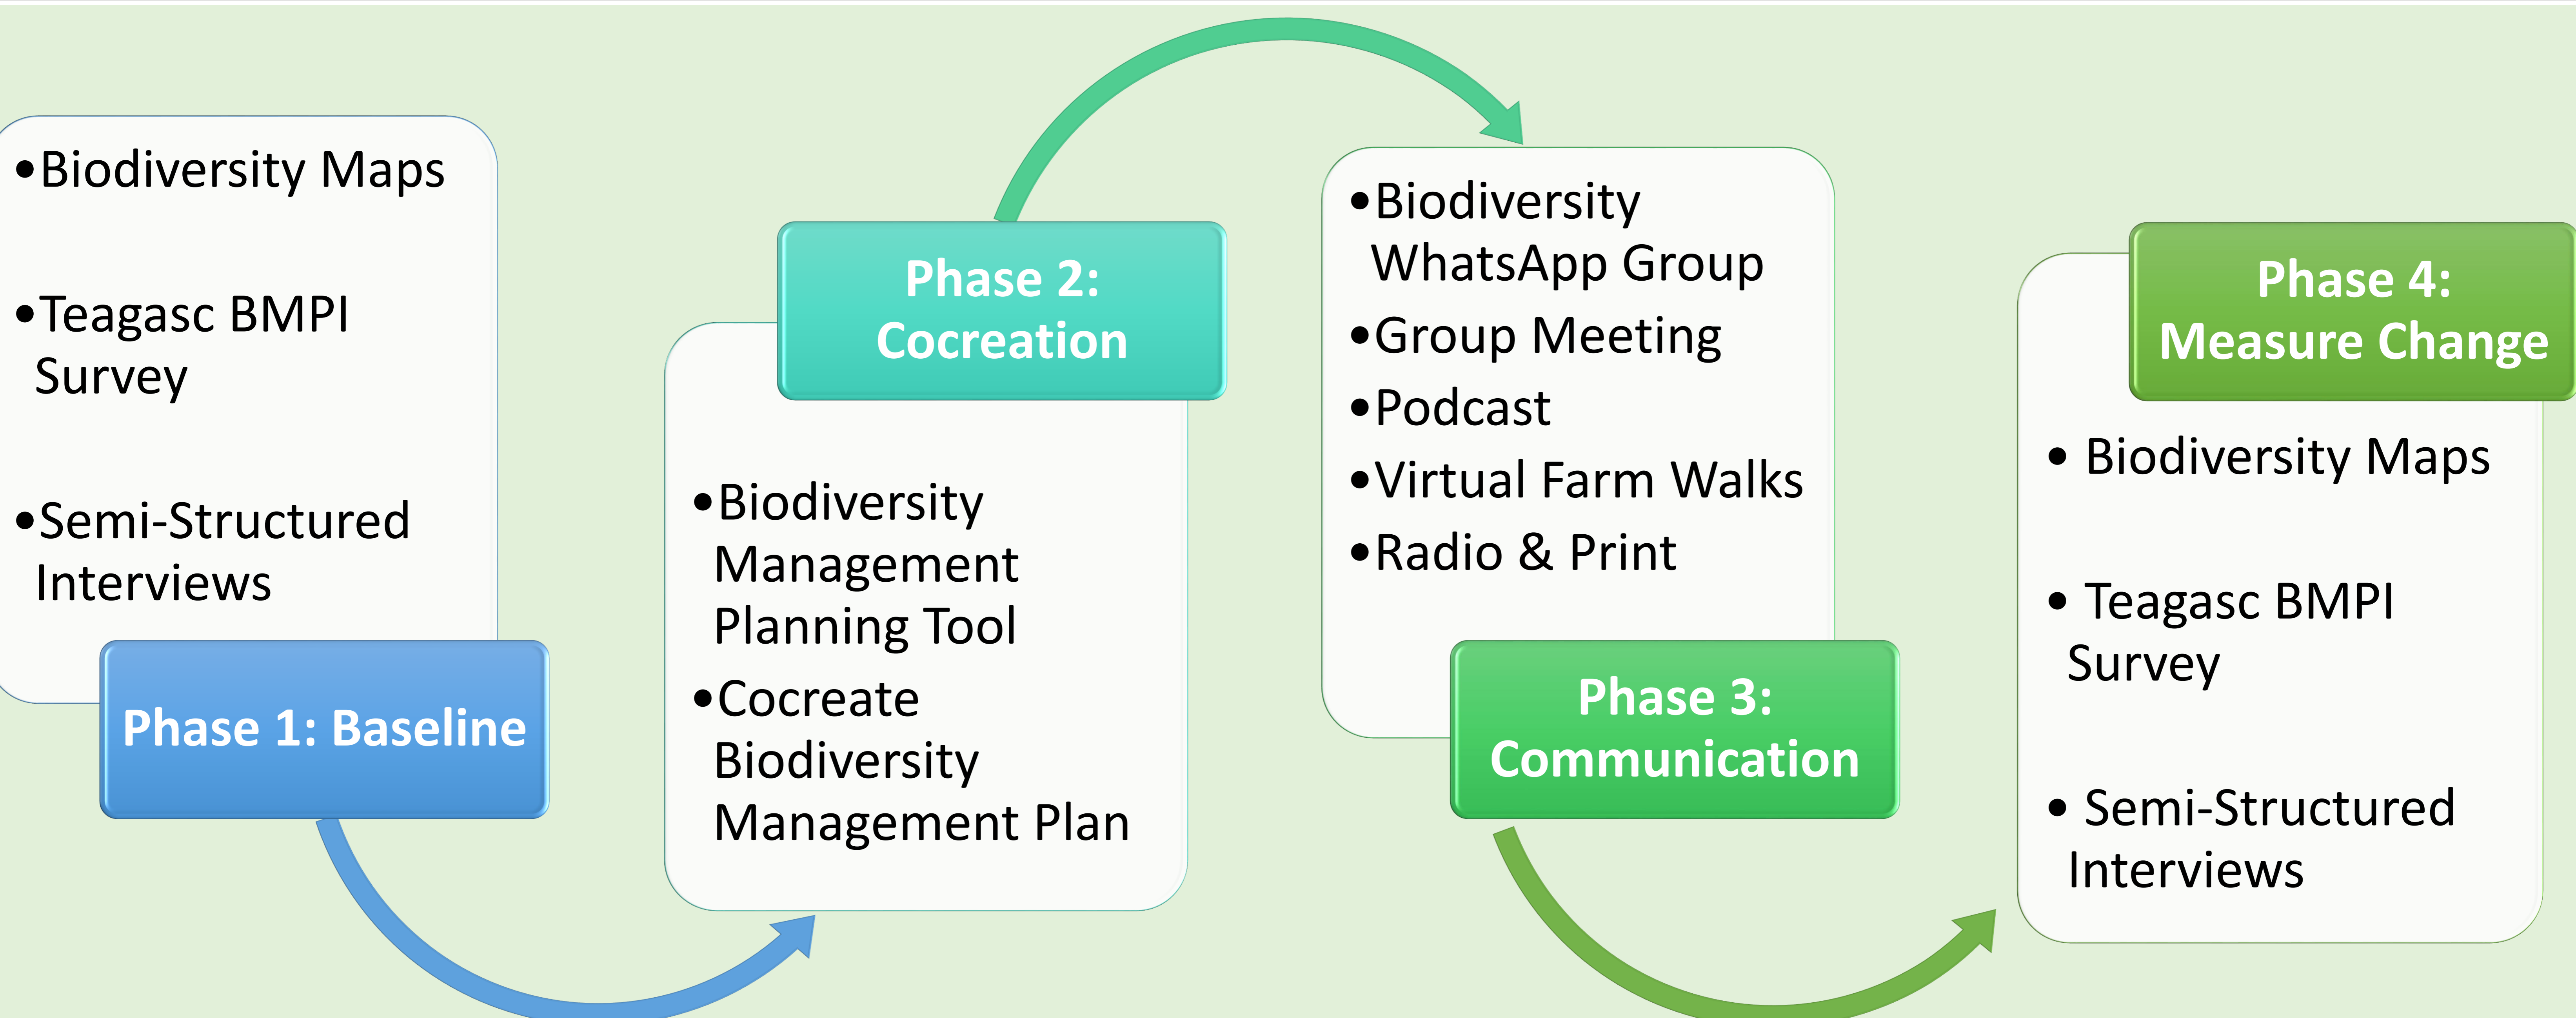 •Biodiversity Maps
•Teagasc BMPI
Survey
•Semi-Structured
Interviews
Phase 1: Baseline
Phase 2:
Cocreation
•Biodiversity
Management
Planning Tool
•Cocreate
Biodiversity
Management Plan
•Biodiversity
WhatsApp Group
•Group Meeting
•Podcast
•Virtual Farm Walks
•Radio & Print
Phase 3:
Communication
Phase 4:
Measure Change
• Biodiversity Maps
• Teagasc BMPI
Survey
• Semi-Structured
Interviews